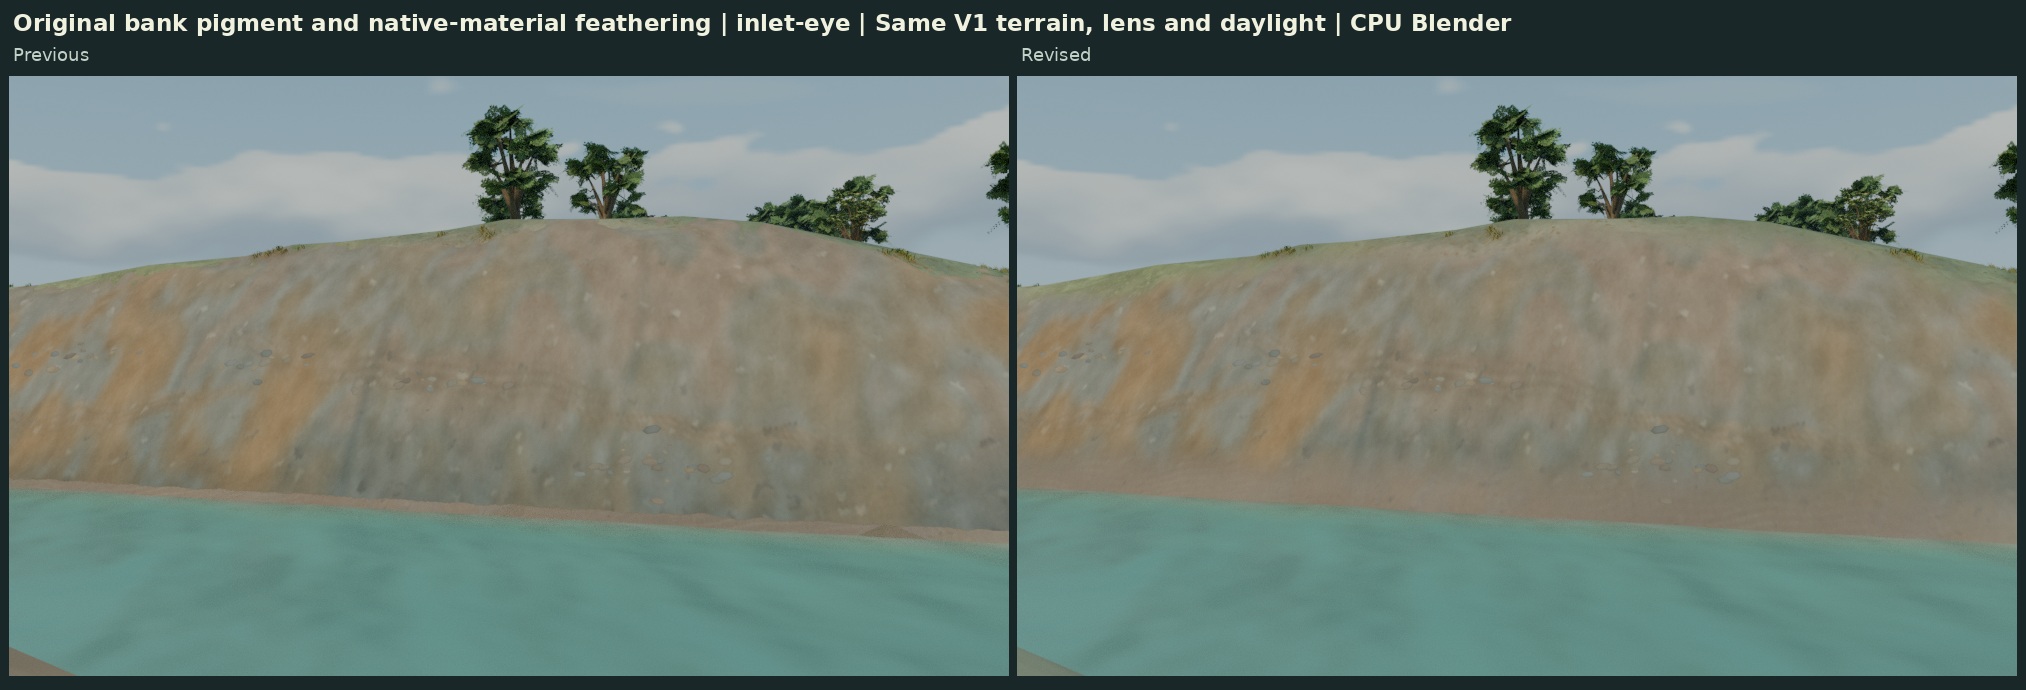 Original bank pigment and native-material feathering | inlet-eye | Same V1 terrain, lens and daylight | CPU Blender
Previous
Revised